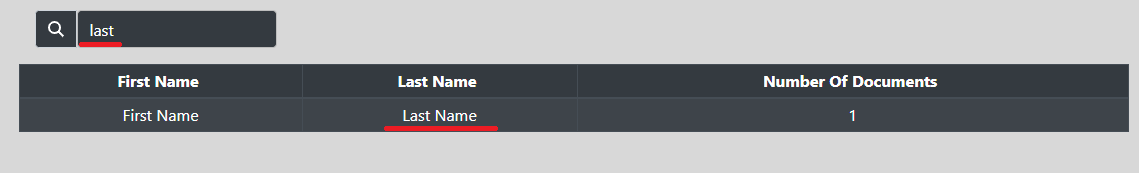 last
First Name Last Name Number Of Documents
First Name Last Name 1